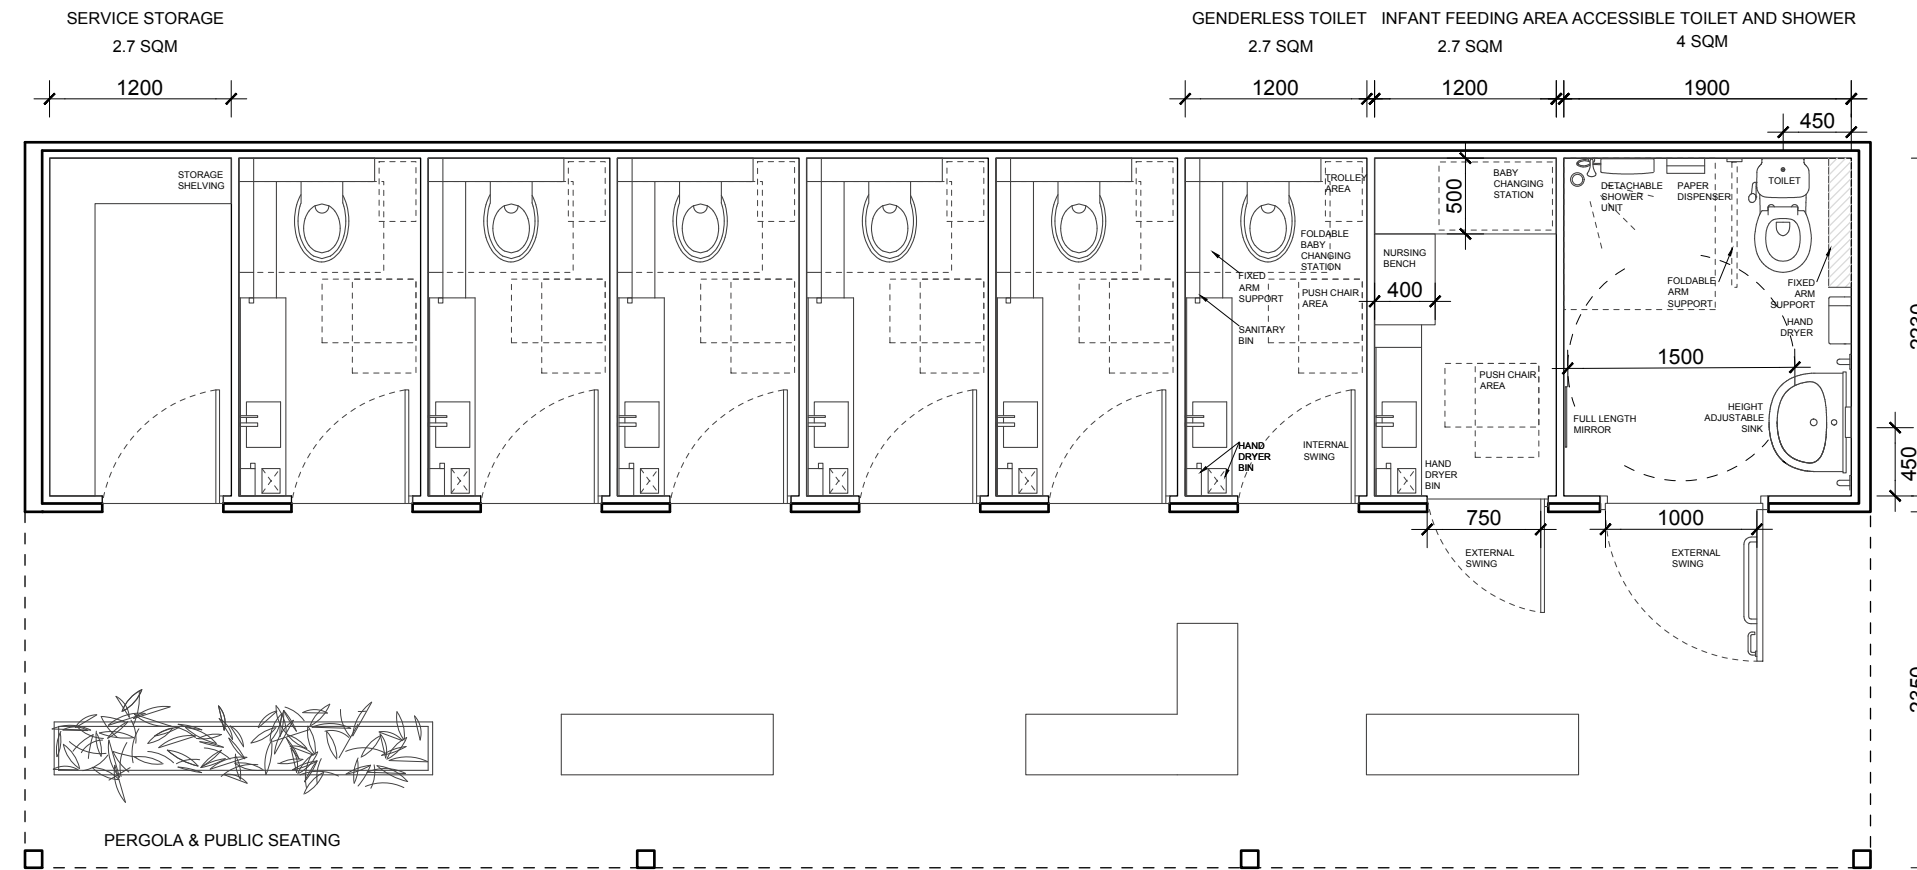 SERVICE STORAGE
2.7 SQM
1200
GENDERLESS TOILET
2.7 SQM
1200
INFANT FEEDING AREA
2.7 SQM
1200
ACCESSIBLE TOILET AND SHOWER
4 SQM
1900
450
STORAGE
SHELVING
TROLLEY
AREA
FOLDABLE
BABY
CHANGING
STATION
FIXED
ARM
SUPPORT
PUSH CHAIR
AREA
SANITARY
BIN
HAND
DRYER
BIN
INTERNAL
SWING
500
BABY
CHANGING
STATION
NURSING
BENCH
400
PUSH CHAIR
AREA
HAND
DRYER
BIN
750
EXTERNAL
SWING
DETACHABLE
SHOWER
UNIT
PAPER
DISPENSER
TOILET
FOLDABLE
ARM
SUPPORT
FIXED
ARM
SUPPORT
HAND
DRYER
1500
FULL LENGTH
MIRROR
HEIGHT
ADJUSTABLE
SINK
450
1000
EXTERNAL
SWING
PERGOLA & PUBLIC SEATING